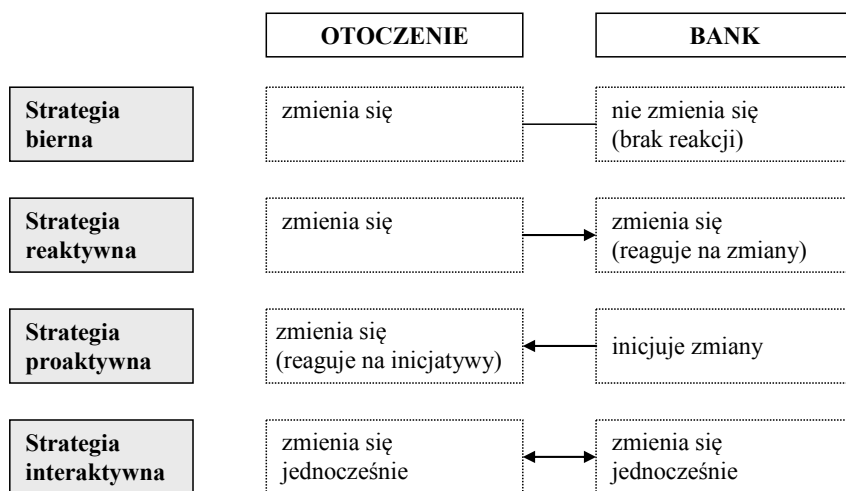 OTOCZENIE
BANK
Strategia
bierna
zmienia się
nie zmienia się
(brak reakcji)
Strategia
reaktywna
zmienia się
zmienia się
(reaguje na zmiany)
Strategia
proaktywna
zmienia się
(reaguje na inicjatywy)
inicjuje zmiany
Strategia
interaktywna
zmienia się
jednocześnie
zmienia się
jednocześnie